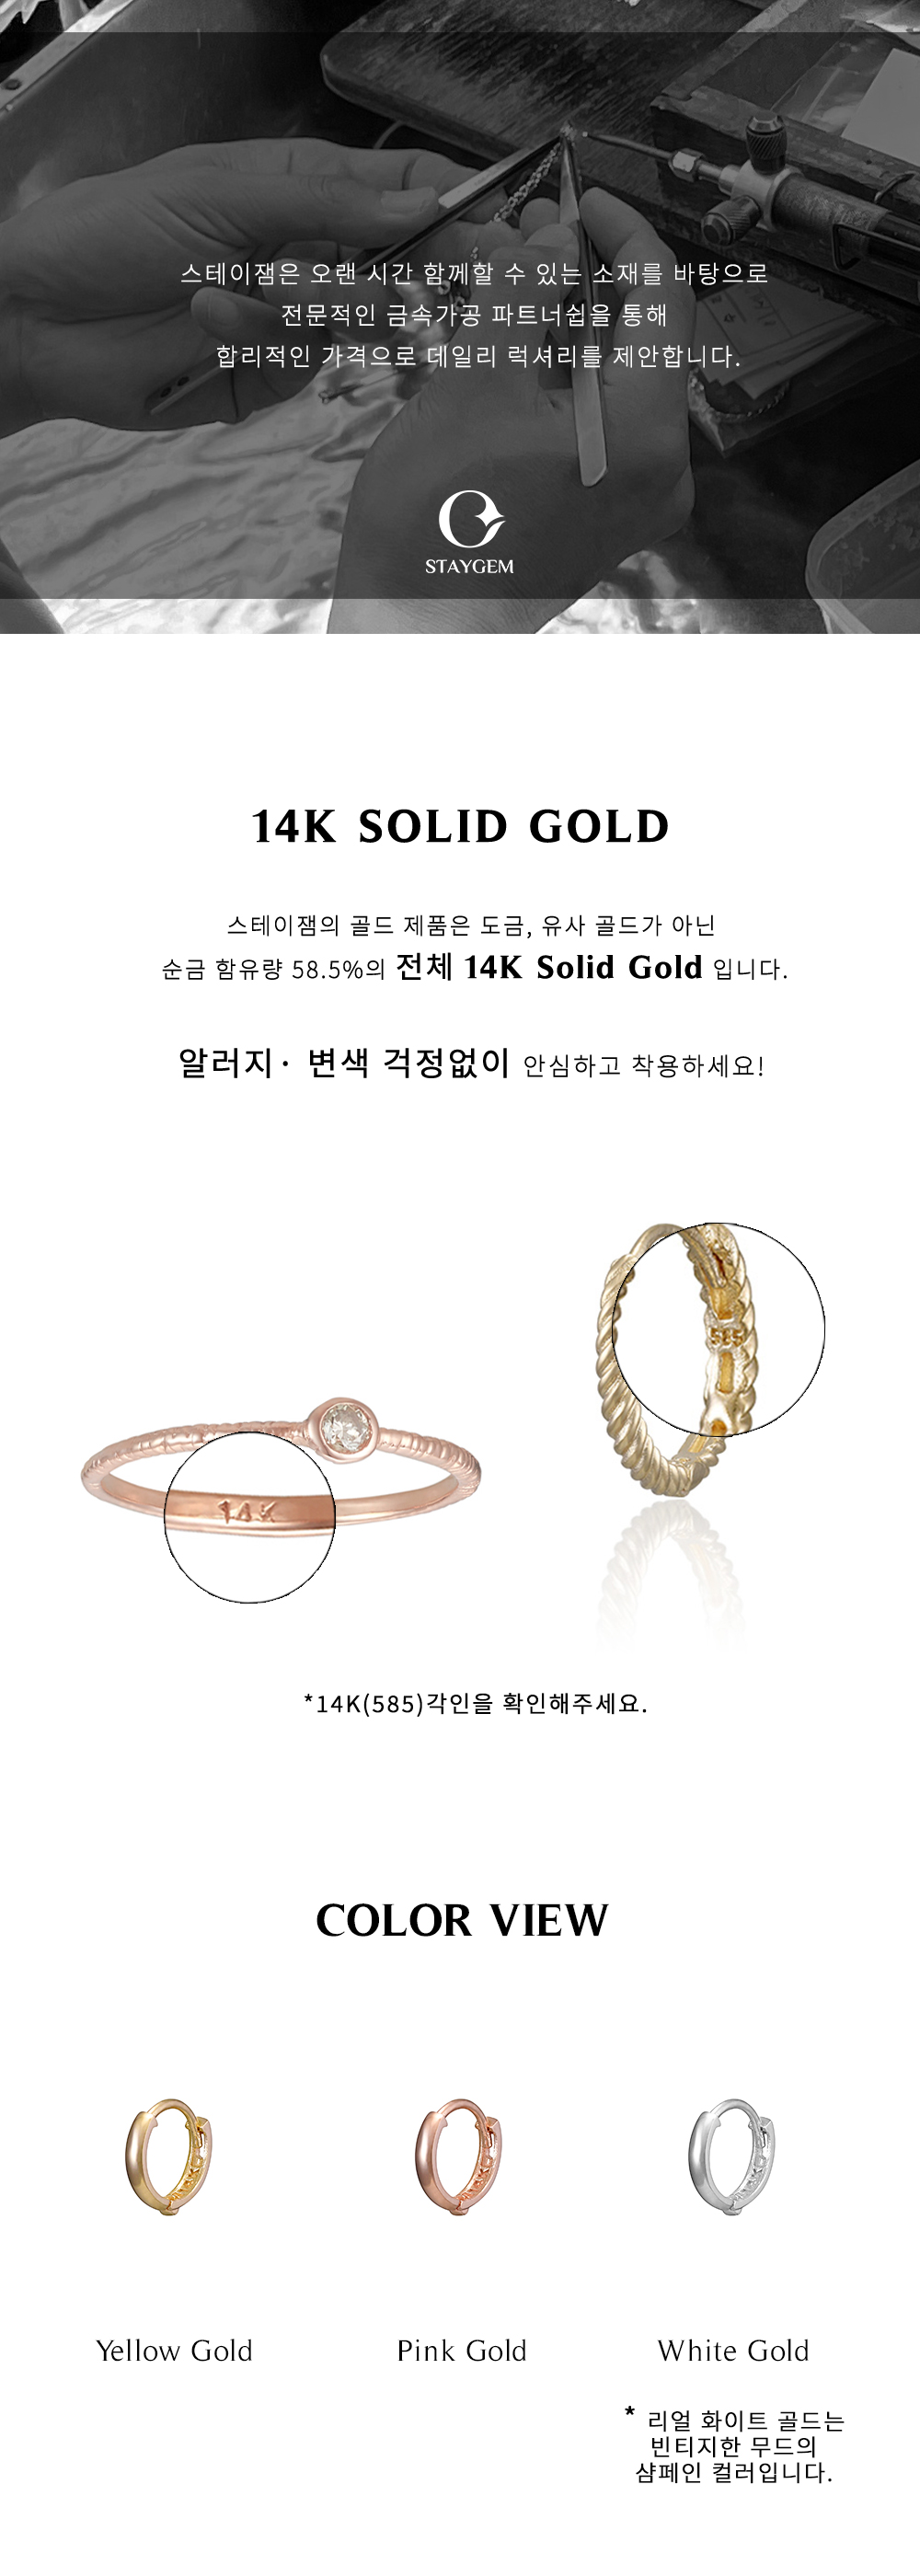 스테이잼은 오랜 시간 함께할 수 있는 소재를 바탕으로
전문적인 금속가공 파트너쉽을 통해
합리적인 가격으로 데일리 럭셔리를 제안합니다.
STAYGEM
14K SOLID GOLD
스테이잼의 골드 제품은 도금, 유사 골드가 아닌
순금 함유량 58.5%의 전체 14K Solid Gold 입니다.
알러지· 변색 걱정없이 안심하고 착용하세요!
585
14K
*14K(585)각인을 확인해주세요.
COLOR VIEW
Yellow Gold
Pink Gold
White Gold
* 리얼 화이트 골드는
빈티지한 무드의
샴페인 컬러입니다.